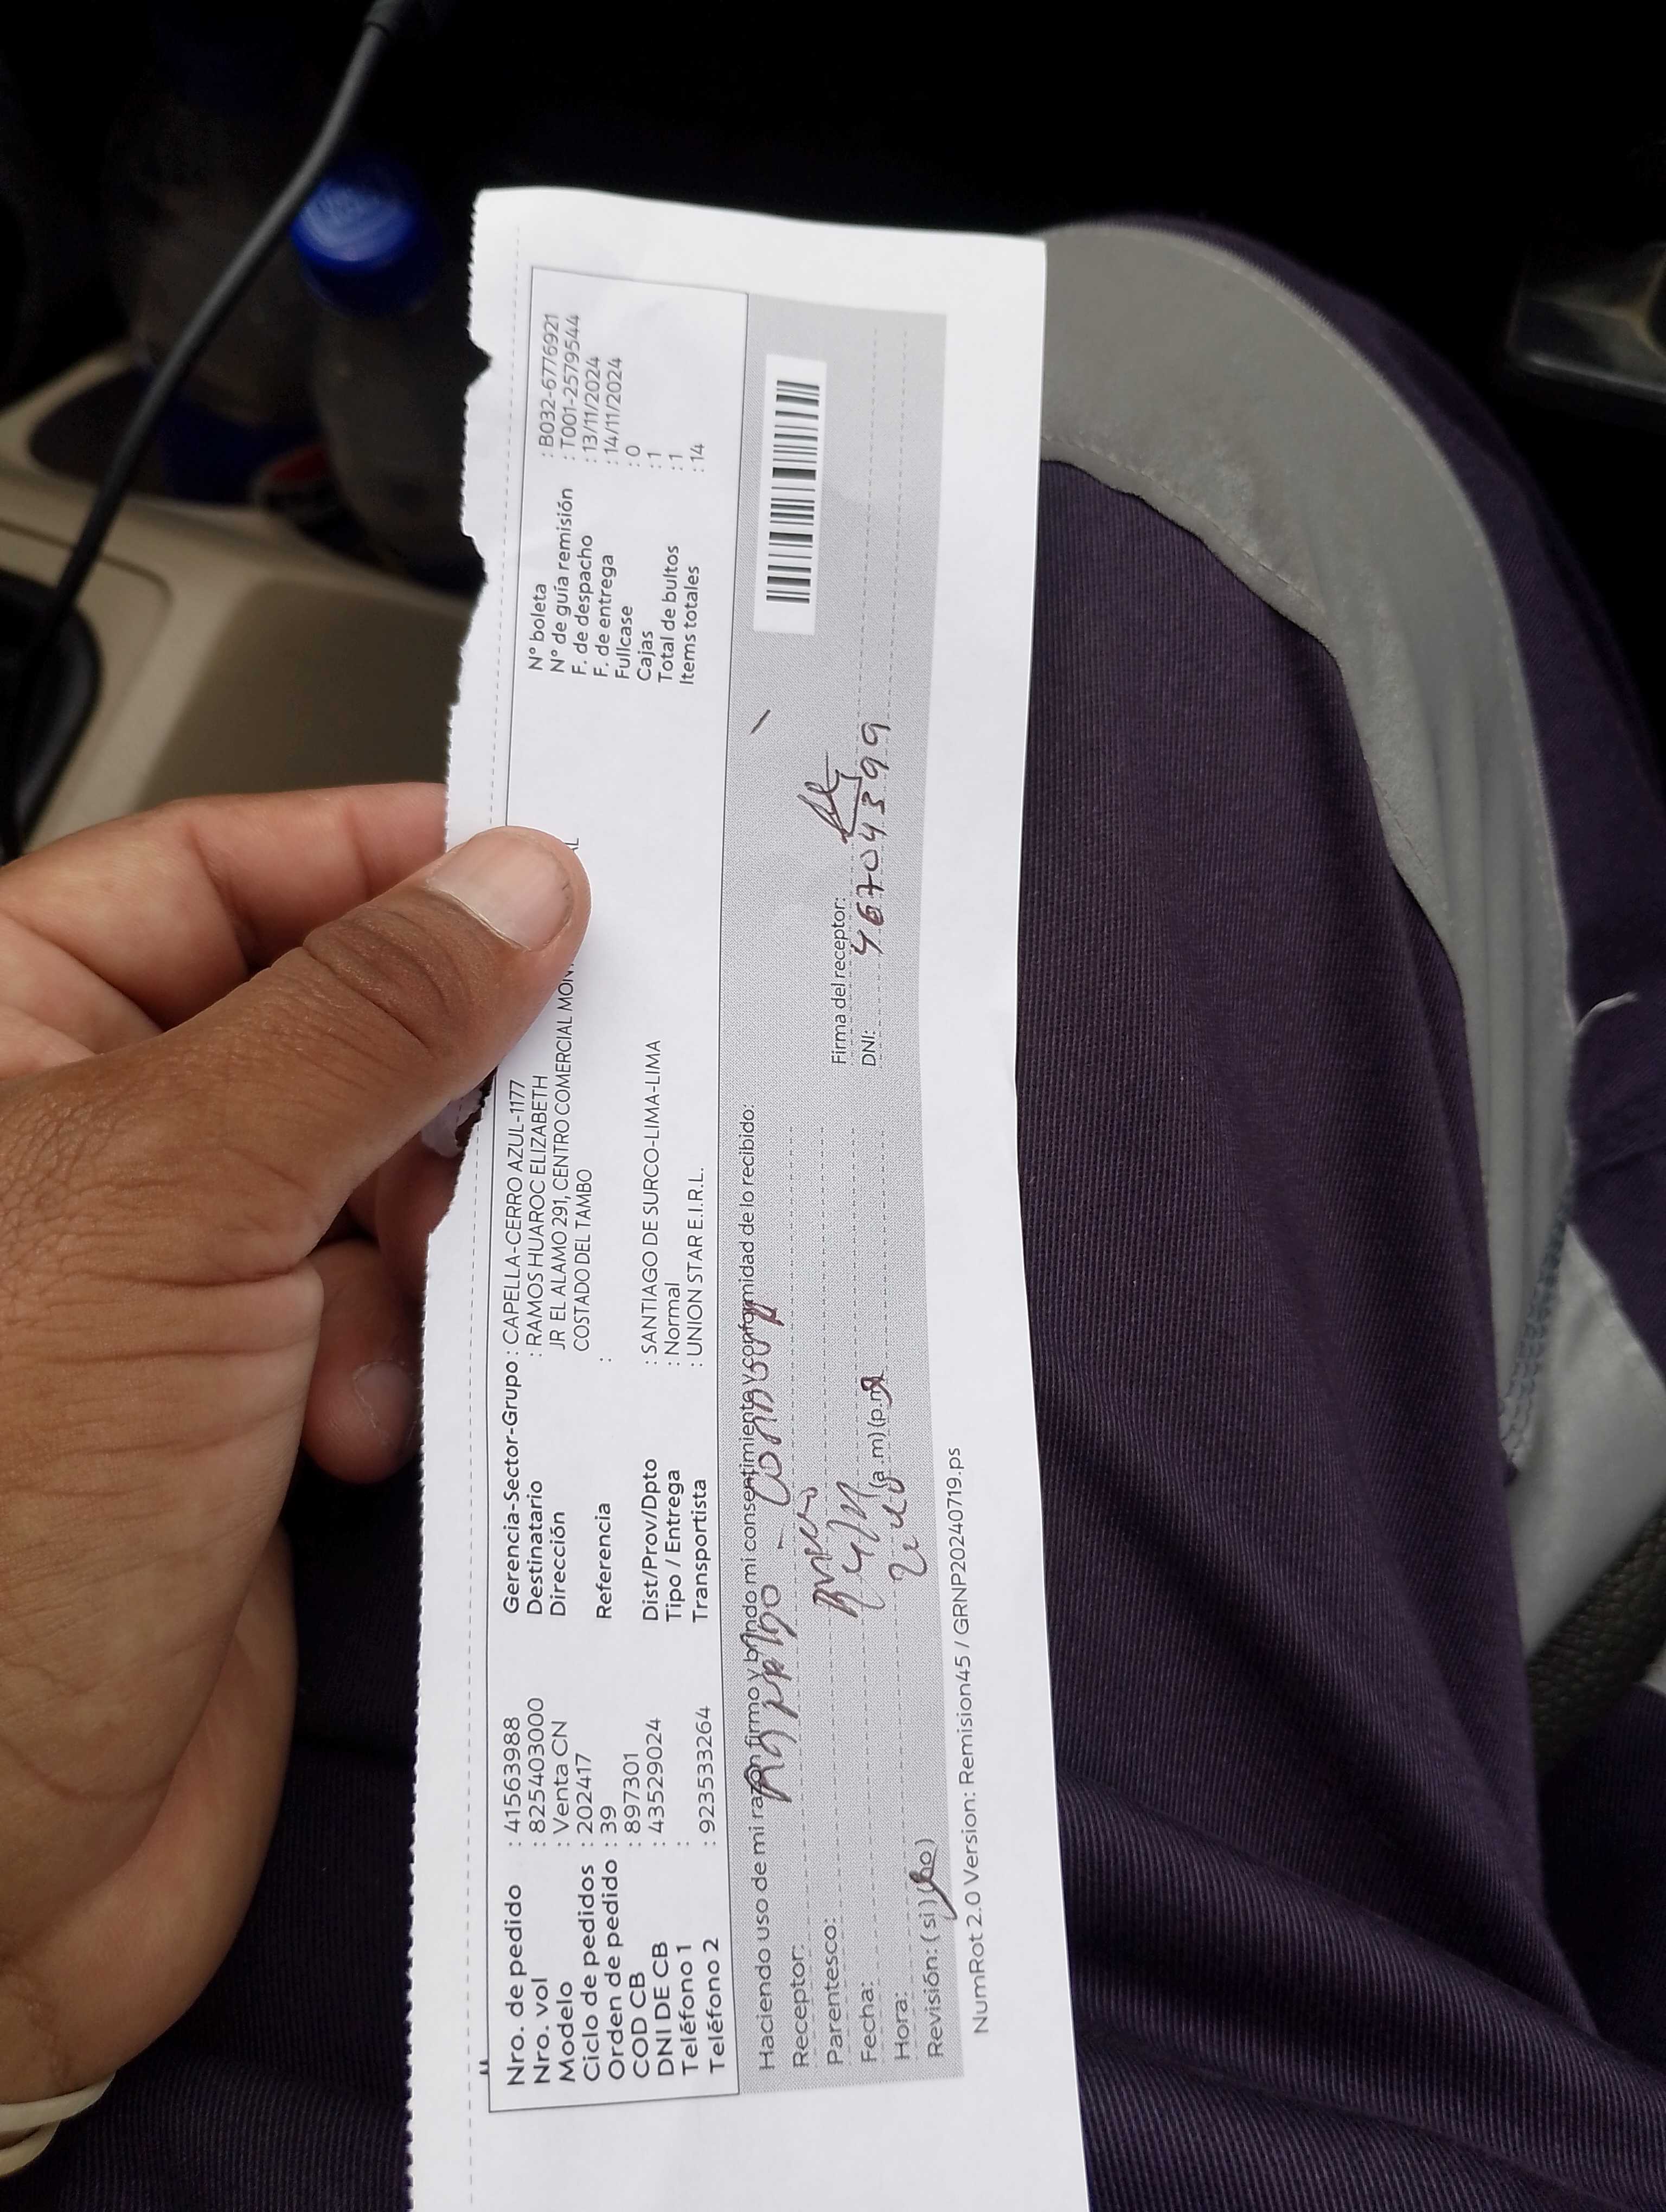 Nro. de pedido : 41563988
Nro. vol : 825403000
Modelo : Venta CN
Ciclo de pedidos : 202417
Orden de pedido : 39
COD CB : 897301
DNI DE CB : 43529024
Teléfono 1 :
Teléfono 2 : 923533264
Gerencia-Sector-Grupo : CAPELLA-CERRO AZUL-1177
Destinatario : RAMOS HUAROC ELIZABETH
Dirección JR EL ALAMO 291, CENTRO COMERCIAL
COSTADO DEL TAMBO
Referencia :
Dist/Prov/Dpto : SANTIAGO DE SURCO-LIMA-LIMA
Tipo / Entrega : Normal
Transportista : UNION STAR E.I.R.L.
N° boleta : B032-6776921
N° de guía remisión : T001-2579544
F. de despacho : 13/11/2024
F. de entrega : 14/11/2024
Fullcase : 0
Cajas : 1
Total de bultos : 1
Items totales : 14
Haciendo uso de mi razón firmo y brindo mi consentimiento y conformidad de lo recibido:
Receptor:
Parentesco:
Firma del receptor:
Fecha:
DNI: 46704399
Hora: (a.m) (p.m)
Revisión: (si) (no)
NumRot 2.0 Version: Remision45 / GRNP20240719.ps